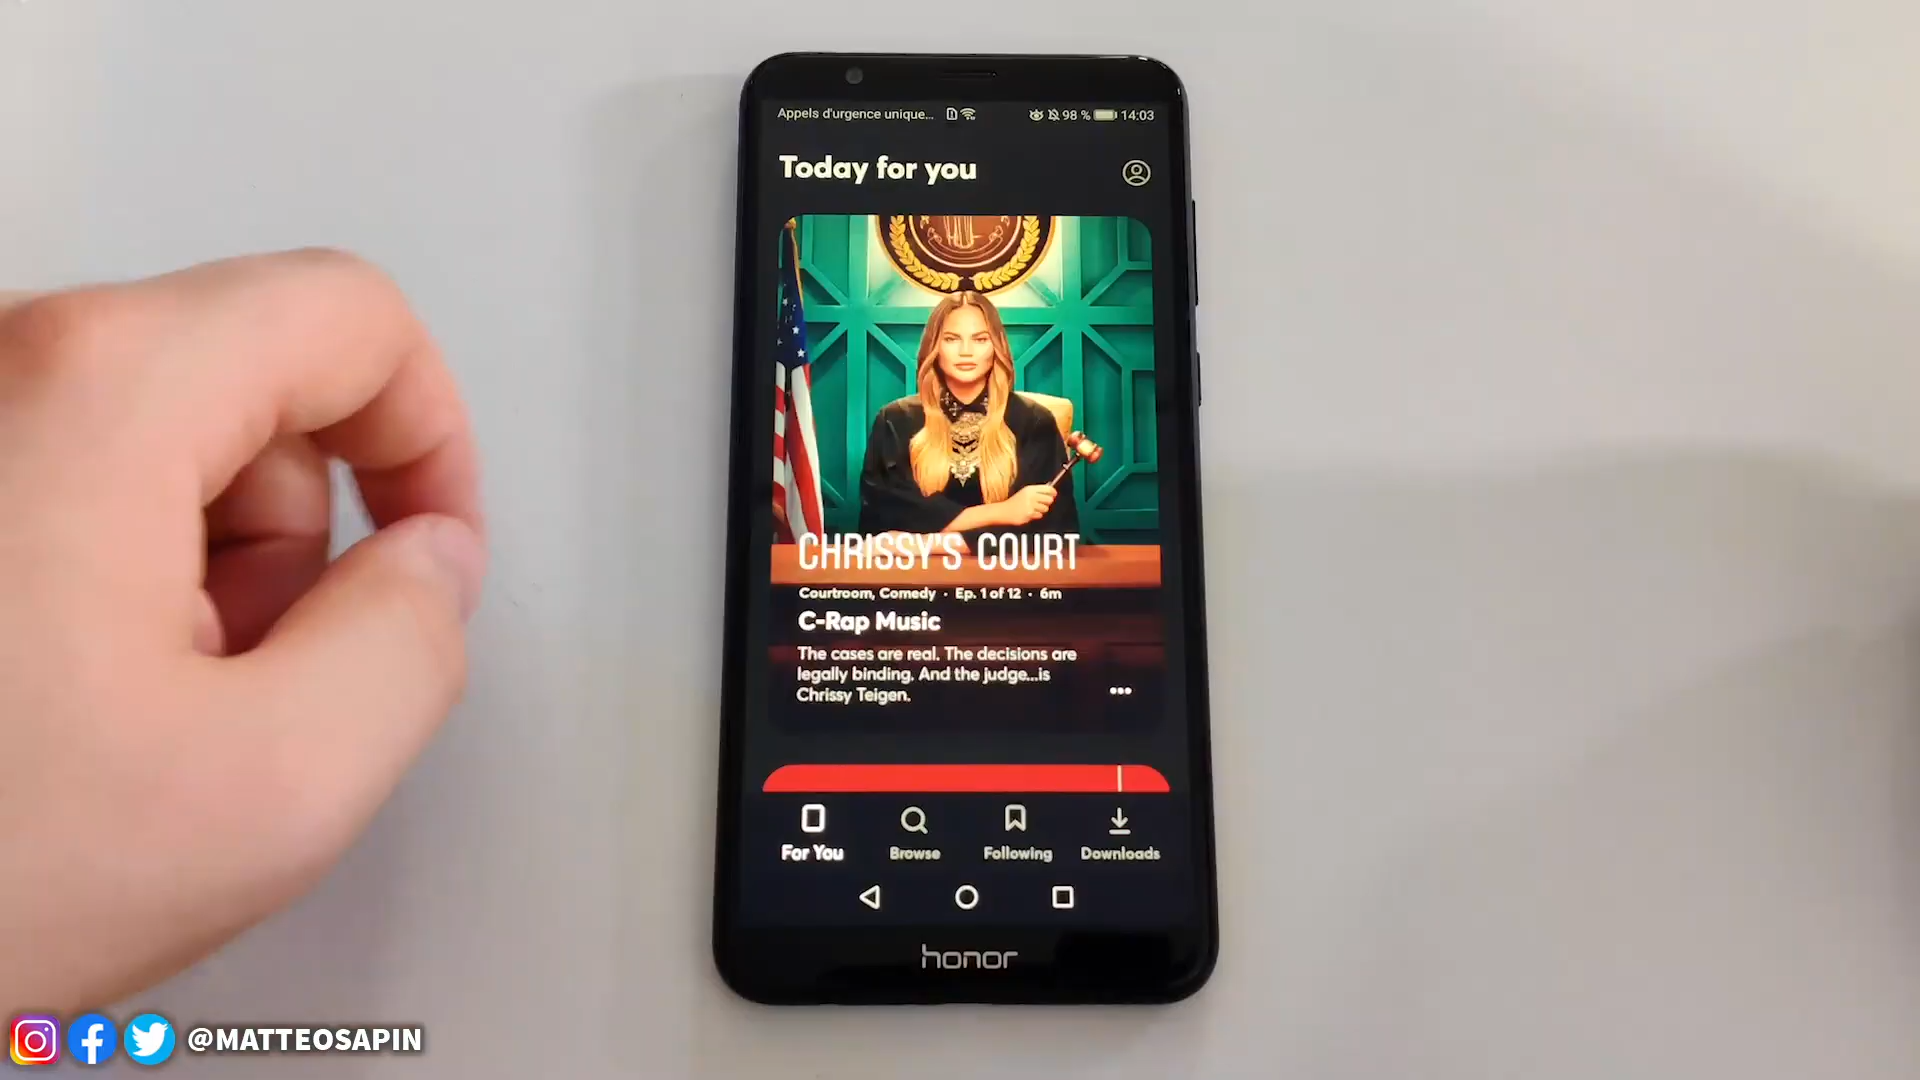 Appels d'urgence unique...
98 %
14:03
Today for you
CHRISSY'S COURT
Courtroom, Comedy · Ep. 1 of 12 · 6m
C-Rap Music
The cases are real. The decisions are
legally binding. And the judge...is
Chrissy Teigen.
For You
Browse
Following
Downloads
honor
@MATTEOSAPIN